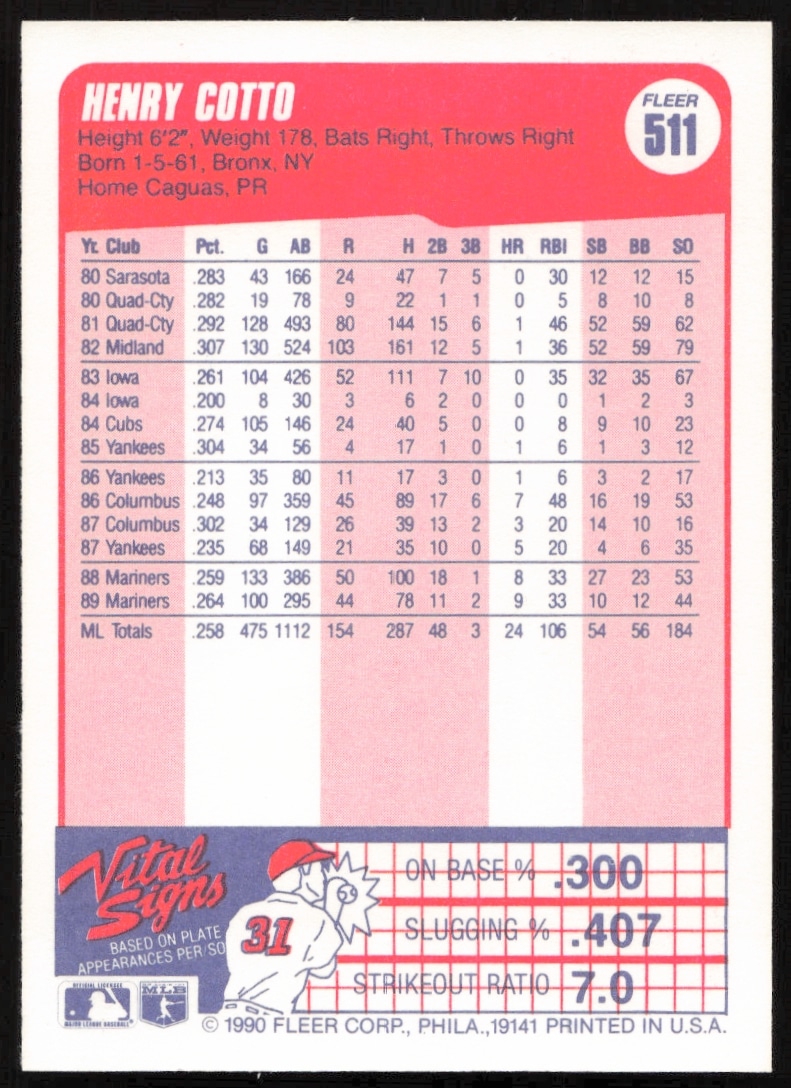 HENRY COTTO
FLEER
511
Height 6'2", Weight 178, Bats Right, Throws Right
Born 1-5-61, Bronx, NY
Home Caguas, PR
Yr. Club Pct. G AB R H 2B 3B HR RBI SB BB SO
80 Sarasota .283 43 166 24 47 7 5 0 30 12 12 15
80 Quad-Cty .282 19 78 9 22 1 1 0 5 8 10 8
81 Quad-Cty .292 128 493 80 144 15 6 1 46 52 59 62
82 Midland .307 130 524 103 161 12 5 1 36 52 59 79
83 Iowa .261 104 426 52 111 7 10 0 35 32 35 67
84 Iowa .200 8 30 3 6 2 0 0 0 1 2 3
84 Cubs .274 105 146 24 40 5 0 0 8 9 10 23
85 Yankees .304 34 56 4 17 1 0 1 6 1 3 12
86 Yankees .213 35 80 11 17 3 0 1 6 3 2 17
86 Columbus .248 97 359 45 89 17 6 7 48 16 19 53
87 Columbus .302 34 129 26 39 13 2 3 20 14 10 16
87 Yankees .235 68 149 21 35 10 0 5 20 4 6 35
88 Mariners .259 133 386 50 100 18 1 8 33 27 23 53
89 Mariners .264 100 295 44 78 11 2 9 33 10 12 44
ML Totals .258 475 1112 154 287 48 3 24 106 54 56 184
Vital
Signs
BASED ON PLATE
APPEARANCES PER/SO
31
ON BASE % .300
SLUGGING % .407
STRIKEOUT RATIO 7.0
OFFICIAL LICENSEE
MAJOR LEAGUE BASEBALL
MLB
© 1990 FLEER CORP., PHILA.,19141 PRINTED IN U.S.A.